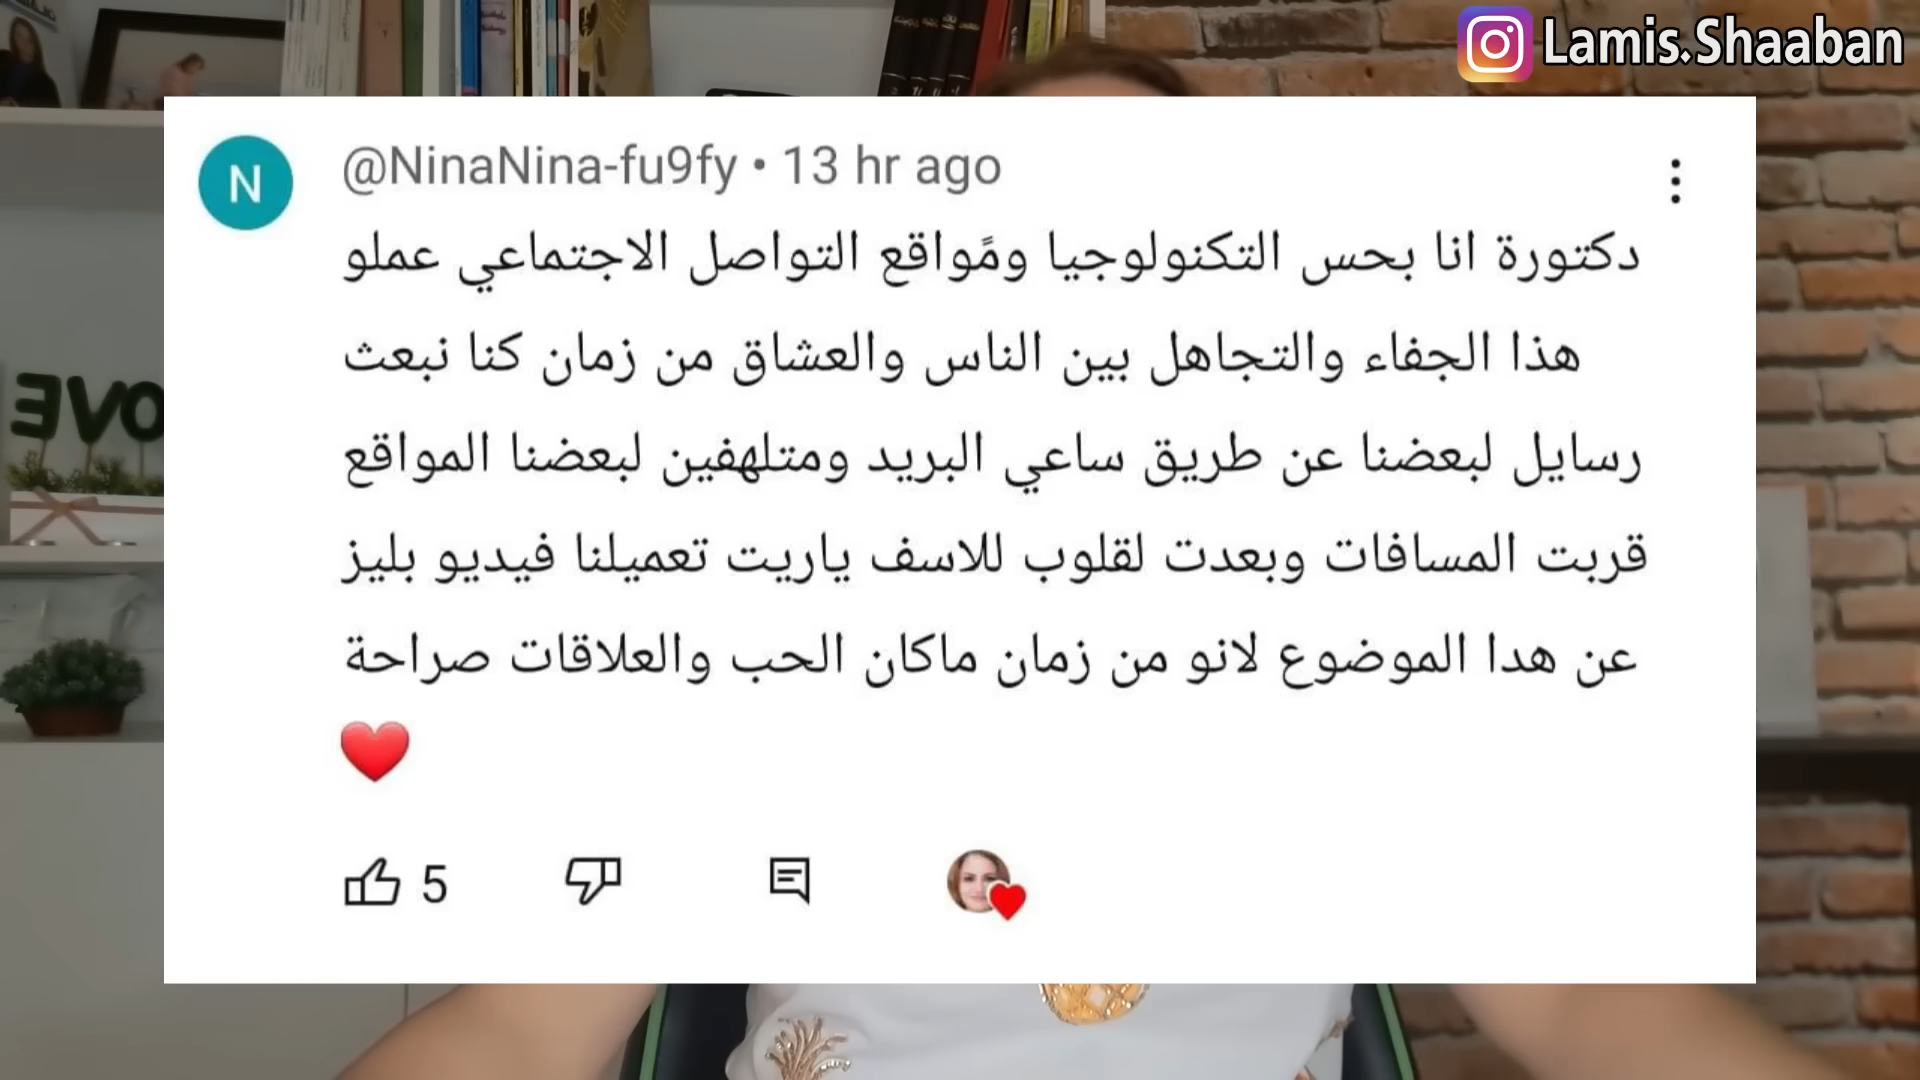 Lamis.Shaaban
N
@NinaNina-fu9fy • 13 hr ago
دكتورة انا بحس التكنولوجيا ومًواقع التواصل الاجتماعي عملو
هذا الجفاء والتجاهل بين الناس والعشاق من زمان كنا نبعث
رسايل لبعضنا عن طريق ساعي البريد ومتلهفين لبعضنا المواقع
قربت المسافات وبعدت لقلوب للاسف ياريت تعميلنا فيديو بليز
عن هدا الموضوع لانو من زمان ماكان الحب والعلاقات صراحة
❤️
5